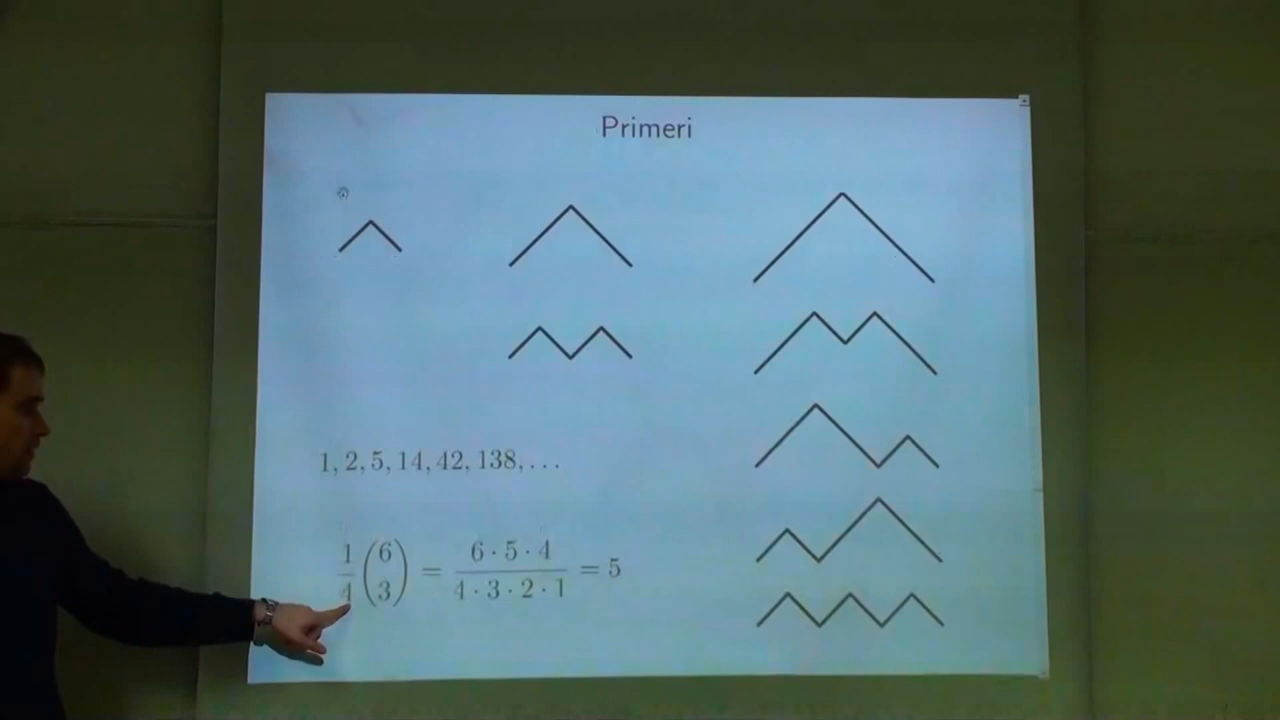 Primeri
1, 2, 5, 14, 42, 138, . . .
1/4 (6 3) = 6 · 5 · 4 / 4 · 3 · 2 · 1 = 5